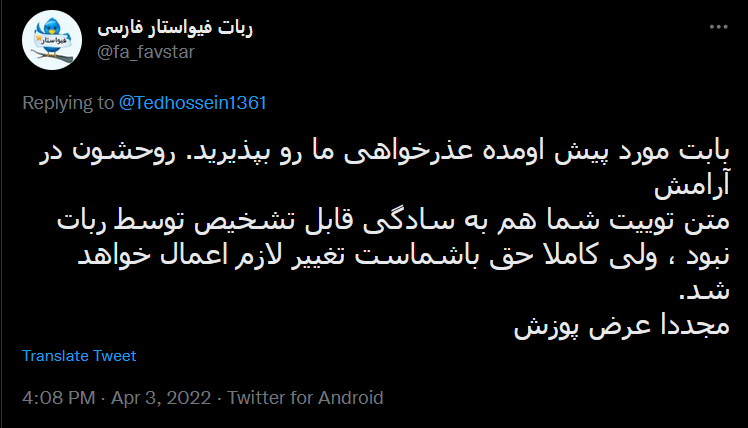 ربات فیواستار فارسی
@fa_favstar
فیواستار
Replying to @Tedhossein1361
بابت مورد پیش اومده عذرخواهی ما رو بپذیرید. روحشون در
آرامش
متن توییت شما هم به سادگی قابل تشخیص توسط ربات
نبود ، ولی کاملا حق باشماست تغییر لازم اعمال خواهد
شد.
مجددا عرض پوزش
Translate Tweet
4:08 PM · Apr 3, 2022 · Twitter for Android